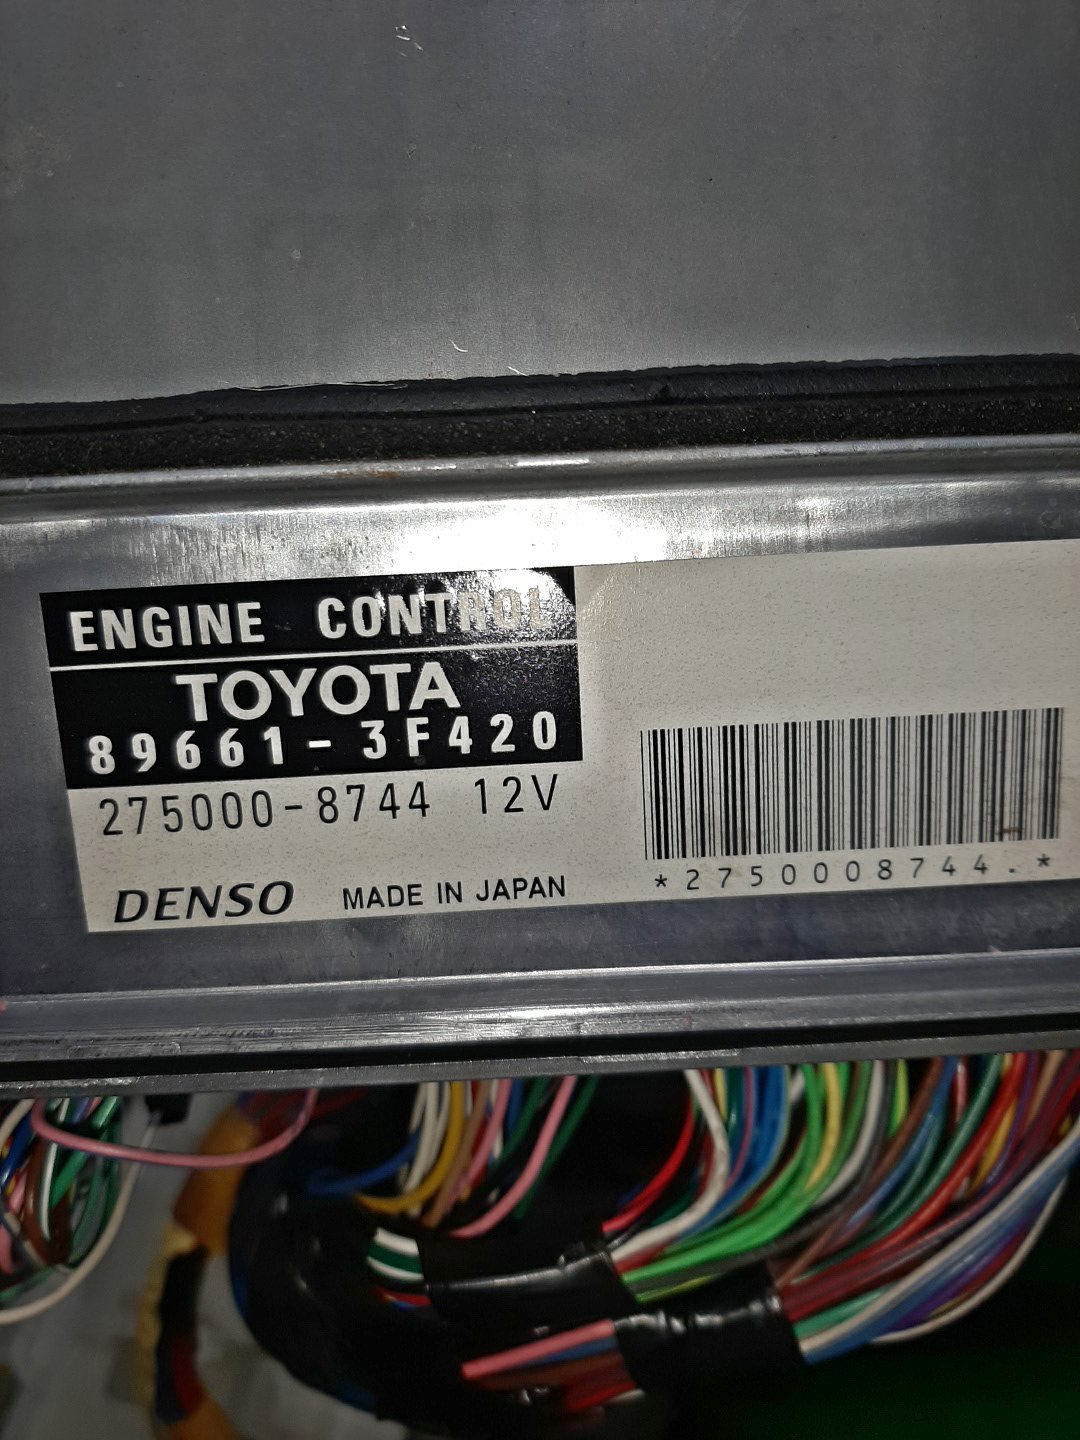 ENGINE CONTROL
TOYOTA
89661-3F420
275000-8744 12V
DENSO MADE IN JAPAN
*2750008744.*